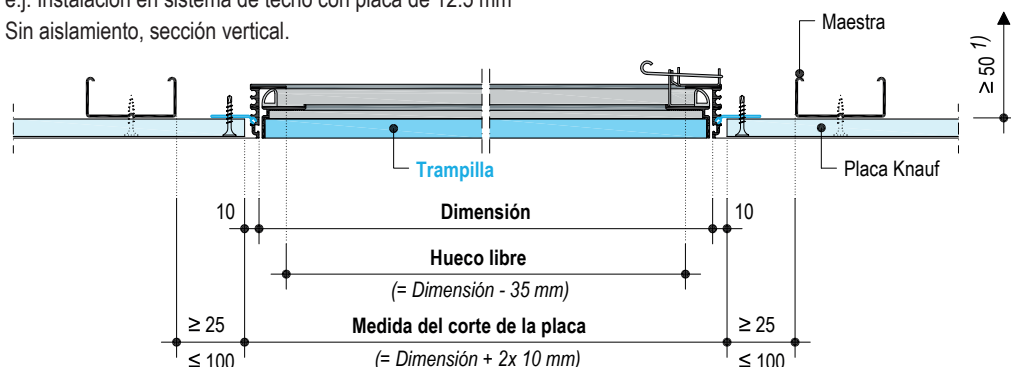 e.j. Instalación en sistema de techo con placa de 12.5 mm
Sin aislamiento, sección vertical.
Maestra
≥ 50 1)
Trampilla
Placa Knauf
10
Dimensión
10
Hueco libre
(= Dimensión - 35 mm)
≥ 25
Medida del corte de la placa
≥ 25
≤ 100
(= Dimensión + 2x 10 mm)
≤ 100